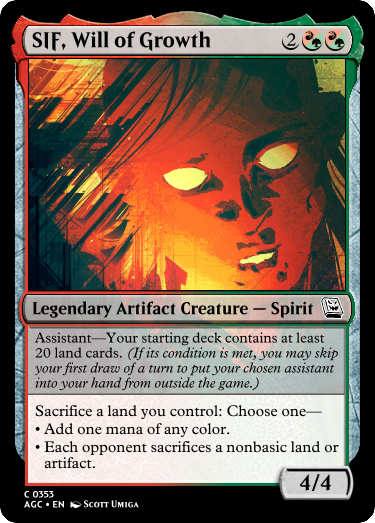 SIF, Will of Growth 2
Legendary Artifact Creature — Spirit
Assistant—Your starting deck contains at least
20 land cards. (If its condition is met, you may skip
your first draw of a turn to put your chosen assistant
into your hand from outside the game.)
Sacrifice a land you control: Choose one—
• Add one mana of any color.
• Each opponent sacrifices a nonbasic land or
artifact.
4/4
C 0353
AGC • EN Scott Umiga